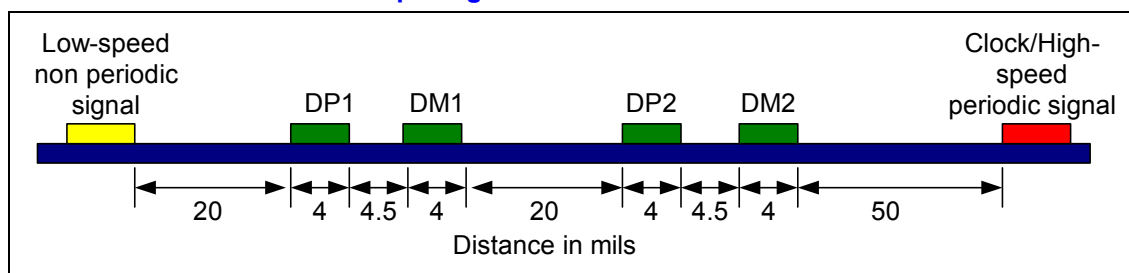 Low-speed
non periodic
signal
DP1
DM1
DP2
DM2
Clock/High-
speed
periodic signal
20
4
4.5
4
20
4
4.5
4
50
Distance in mils